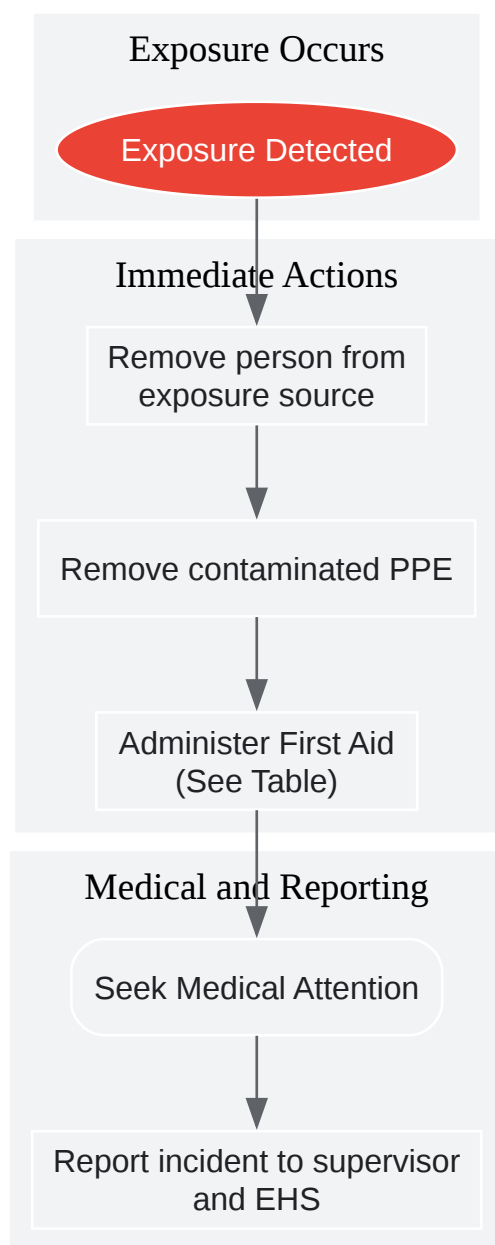 Exposure Occurs
Exposure Detected
Immediate Actions
Remove person from
exposure source
Remove contaminated PPE
Administer First Aid
(See Table)
Medical and Reporting
Seek Medical Attention
Report incident to supervisor
and EHS